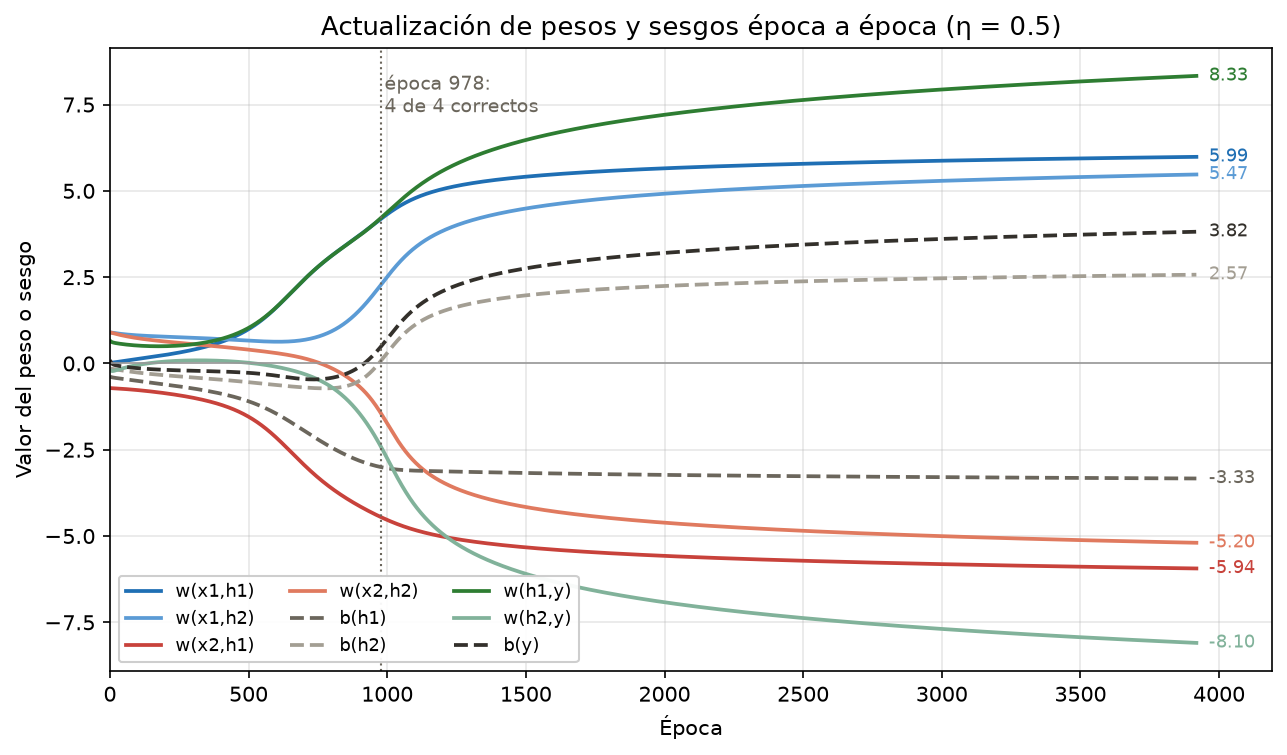 Actualización de pesos y sesgos época a época (η = 0.5)
época 978:
4 de 4 correctos
8.33
5.99
5.47
3.82
2.57
-3.33
-5.20
-5.94
-8.10
Valor del peso o sesgo
7.5
5.0
2.5
0.0
−2.5
−5.0
−7.5
w(x1,h1)
w(x1,h2)
w(x2,h1)
w(x2,h2)
b(h1)
b(h2)
w(h1,y)
w(h2,y)
b(y)
0
500
1000
1500
2000
2500
3000
3500
4000
Época